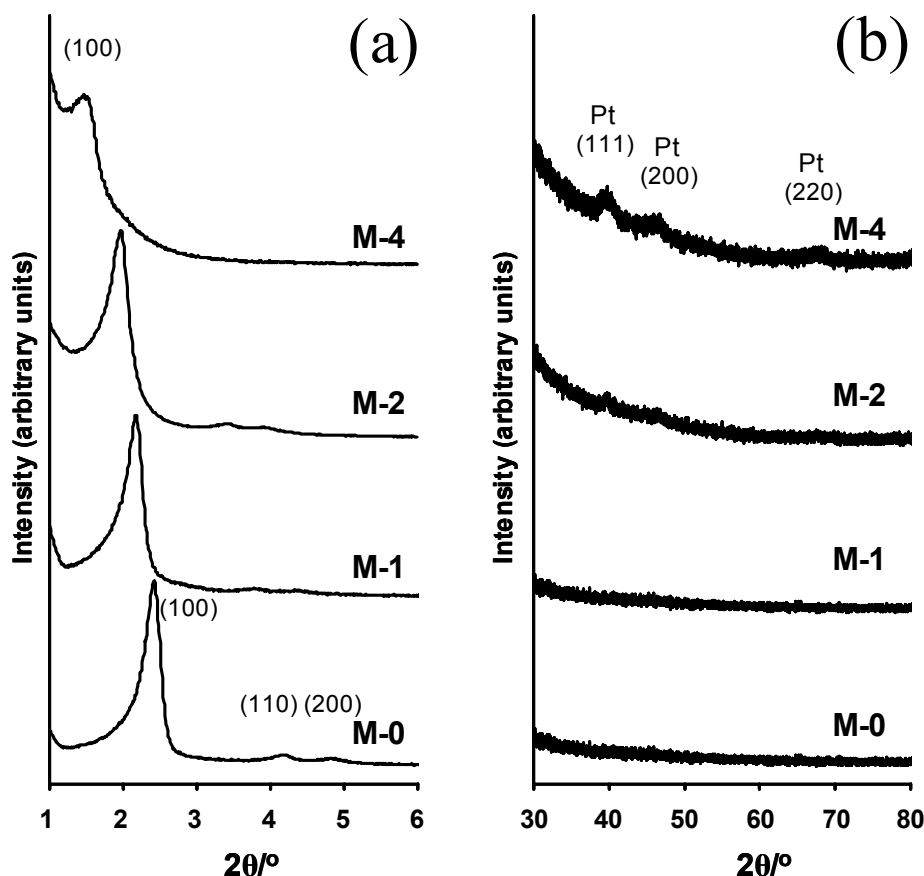 (a)
(100)
M-4
M-2
M-1
(100)
(110) (200)
M-0
Intensity (arbitrary units)
Intensity (arbitrary units)
1 2 3 4 5 6
2θ/°
(b)
Pt
(111)
Pt
(200)
Pt
(220)
M-4
M-2
M-1
M-0
30 40 50 60 70 80
2θ/°